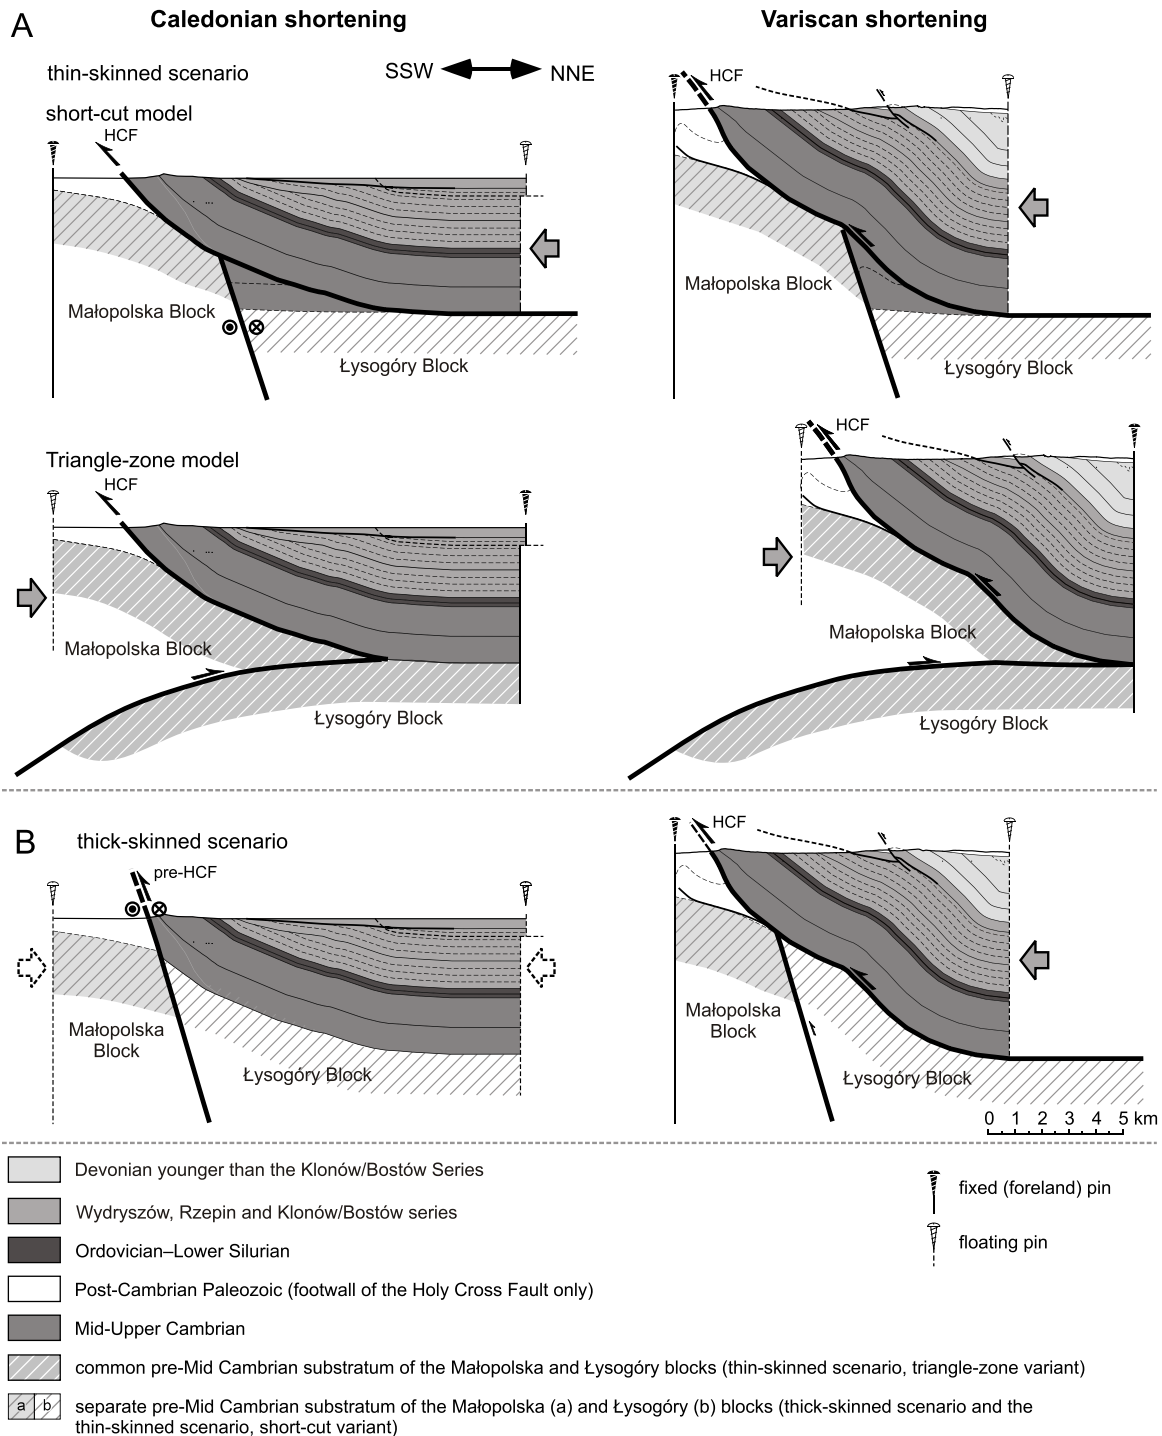 A
Caledonian shortening
Variscan shortening
thin-skinned scenario
SSW
NNE
short-cut model
HCF
HCF
Małopolska Block
Łysogóry Block
Małopolska Block
Łysogóry Block
Triangle-zone model
HCF
HCF
Małopolska Block
Łysogóry Block
Małopolska Block
Łysogóry Block
B
thick-skinned scenario
pre-HCF
HCF
Małopolska
Block
Łysogóry Block
Małopolska
Block
Łysogóry Block
0 1 2 3 4 5 km
Devonian younger than the Klonów/Bostów Series
Wydryszów, Rzepin and Klonów/Bostów series
Ordovician–Lower Silurian
Post-Cambrian Paleozoic (footwall of the Holy Cross Fault only)
Mid-Upper Cambrian
common pre-Mid Cambrian substratum of the Małopolska and Łysogóry blocks (thin-skinned scenario, triangle-zone variant)
a b separate pre-Mid Cambrian substratum of the Małopolska (a) and Łysogóry (b) blocks (thick-skinned scenario and the
thin-skinned scenario, short-cut variant)
fixed (foreland) pin
floating pin